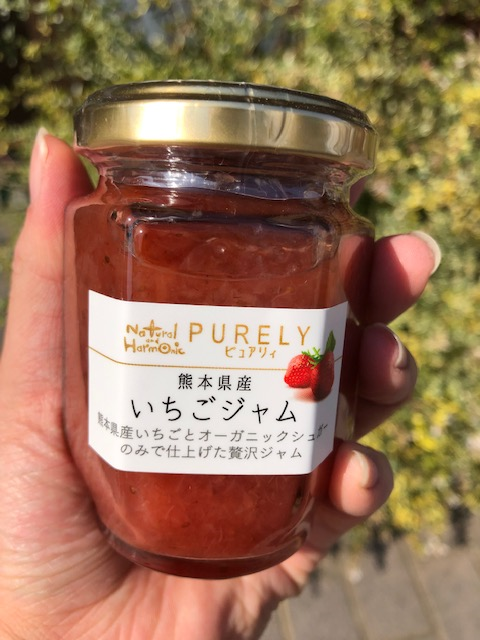 Natural and Harmonic
PURELY
ピュアリィ
熊本県産
いちごジャム
熊本県産いちごとオーガニックシュガー
のみで仕上げた贅沢ジャム